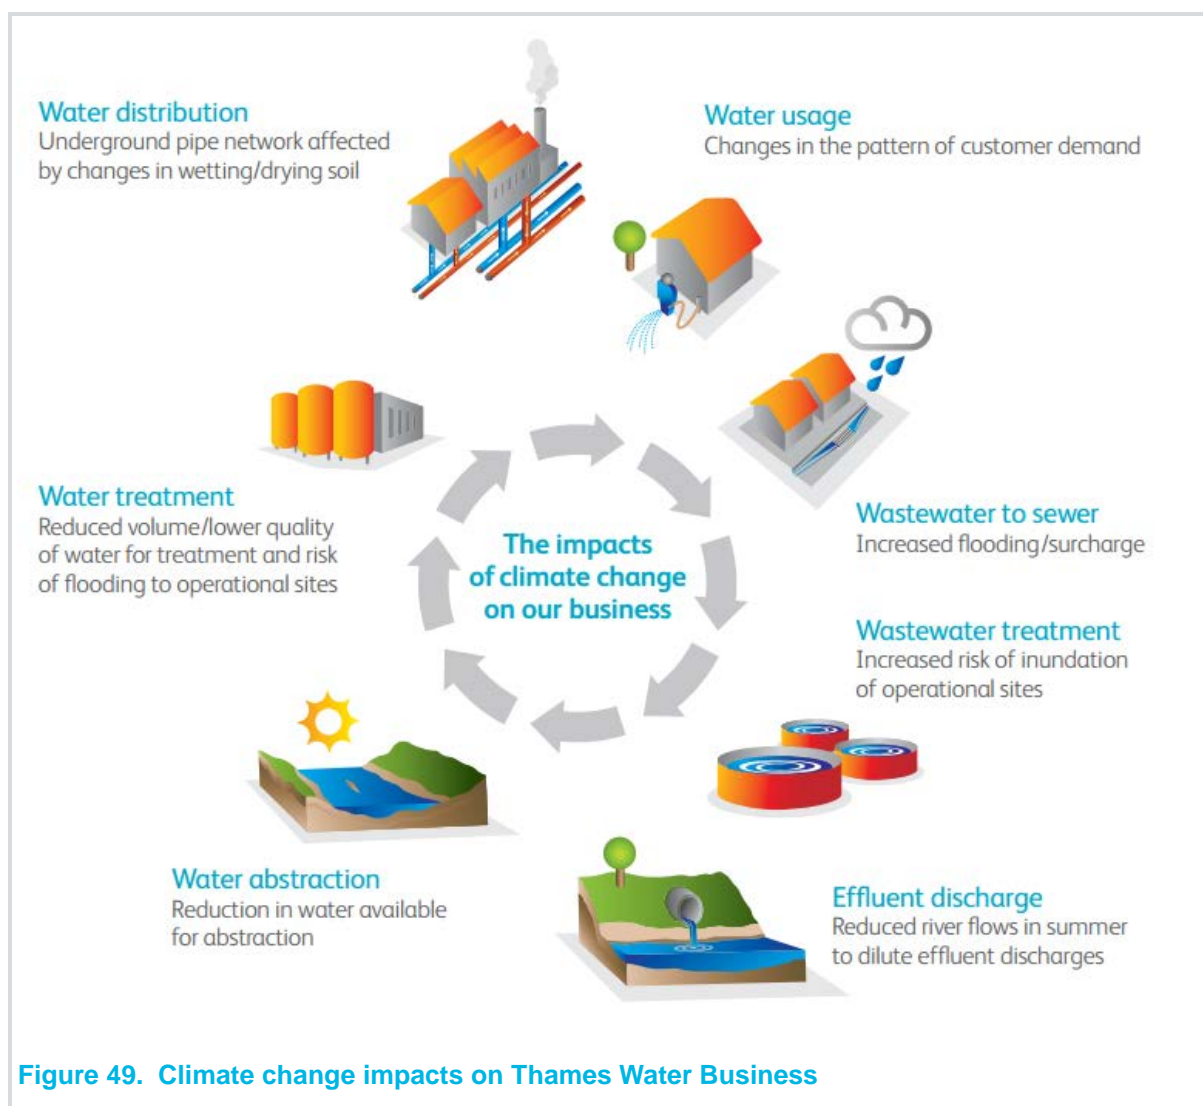 Water distribution
Underground pipe network affected
by changes in wetting/drying soil
Water usage
Changes in the pattern of customer demand
Water treatment
Reduced volume/lower quality
of water for treatment and risk
of flooding to operational sites
The impacts
of climate change
on our business
Wastewater to sewer
Increased flooding/surcharge
Wastewater treatment
Increased risk of inundation
of operational sites
Water abstraction
Reduction in water available
for abstraction
Effluent discharge
Reduced river flows in summer
to dilute effluent discharges
Figure 49. Climate change impacts on Thames Water Business